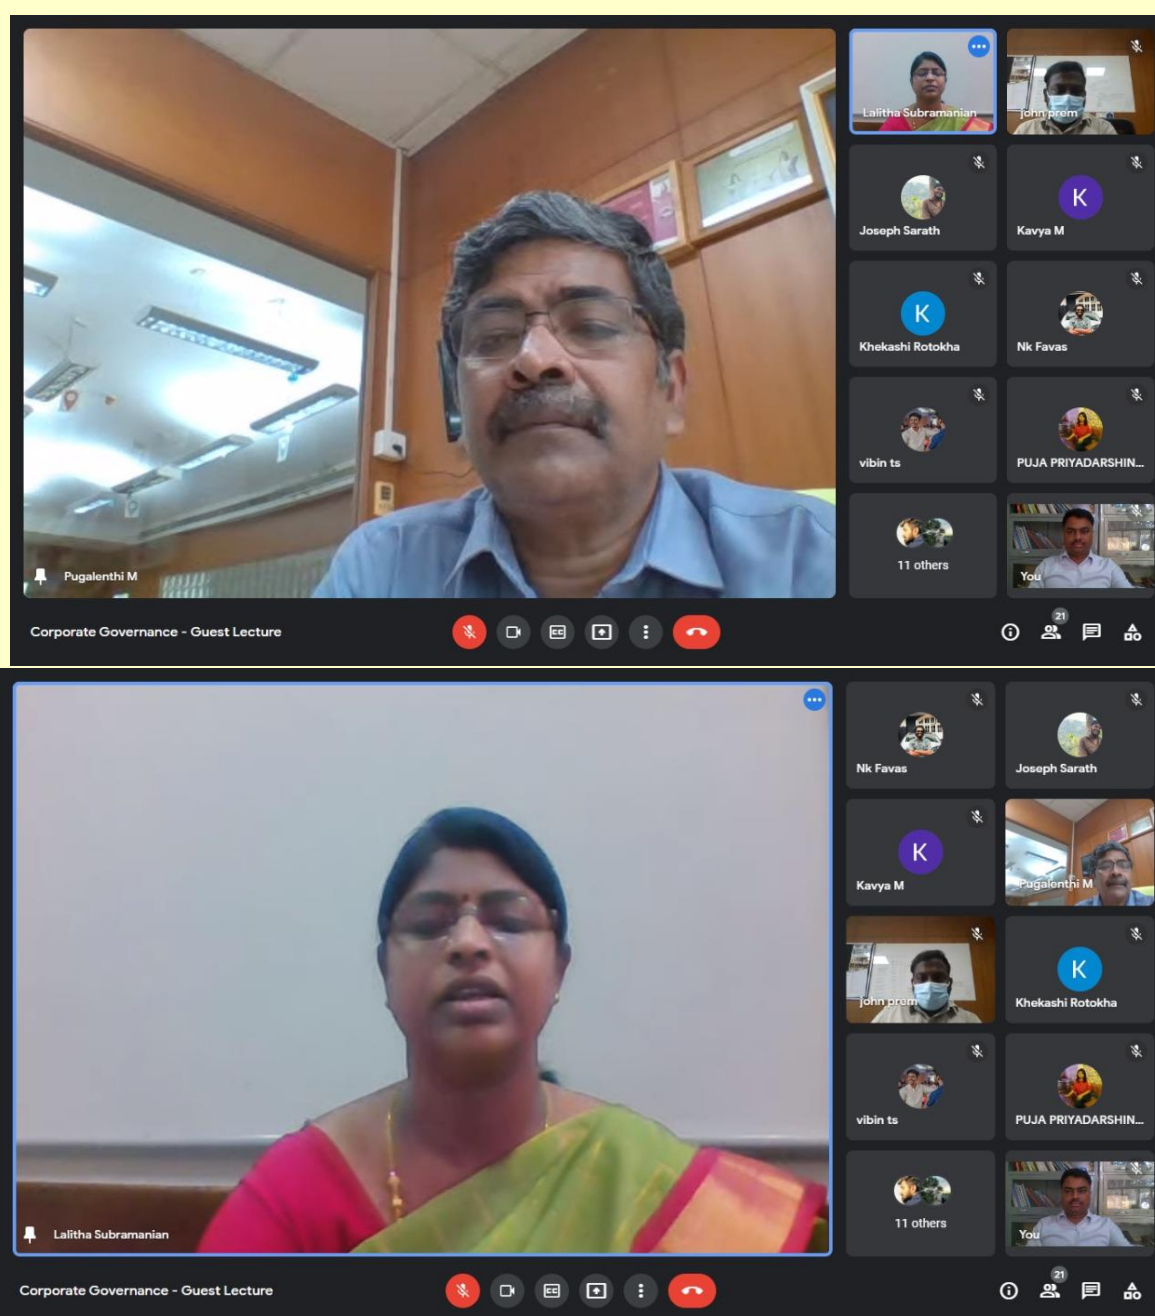 Lalitha Subramanian
john prem
Joseph Sarath
K
Kavya M
K
Khekashi Rotokha
Nk Favas
vibin ts
PUJA PRIYADARSHIN...
11 others
You
Pugalenthi M
Corporate Governance - Guest Lecture
CC
21
Nk Favas
Joseph Sarath
K
Kavya M
Pugalenthi M
john prem
K
Khekashi Rotokha
vibin ts
PUJA PRIYADARSHIN...
11 others
You
Lalitha Subramanian
Corporate Governance - Guest Lecture
CC
21